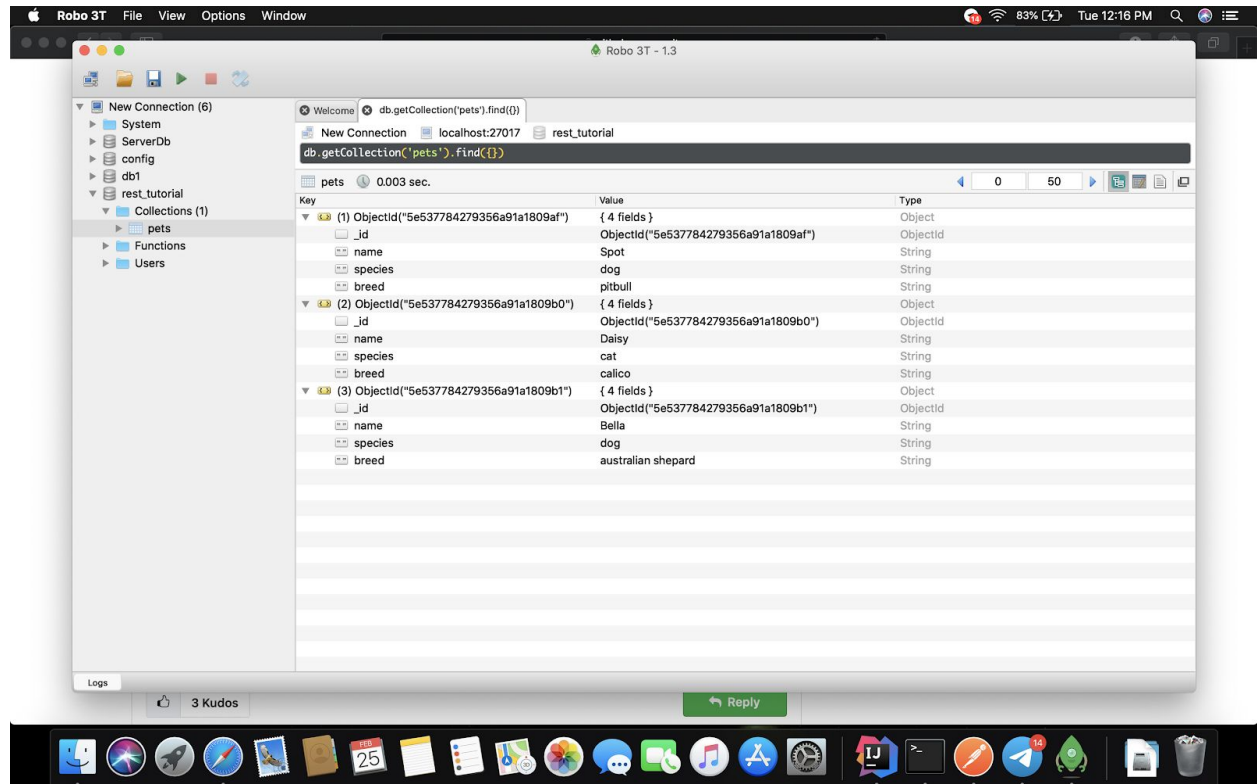 Robo 3T File View Options Window 14 83% Tue 12:16 PM
Robo 3T - 1.3
New Connection (6)
System
ServerDb
config
db1
rest_tutorial
Collections (1)
pets
Functions
Users
Welcome db.getCollection('pets').find({})
New Connection localhost:27017 rest_tutorial
db.getCollection('pets').find({})
pets 0.003 sec. 0 50
Key Value Type
(1) ObjectId("5e537784279356a91a1809af") { 4 fields } Object
_id ObjectId("5e537784279356a91a1809af") ObjectId
name Spot String
species dog String
breed pitbull String
(2) ObjectId("5e537784279356a91a1809b0") { 4 fields } Object
_id ObjectId("5e537784279356a91a1809b0") ObjectId
name Daisy String
species cat String
breed calico String
(3) ObjectId("5e537784279356a91a1809b1") { 4 fields } Object
_id ObjectId("5e537784279356a91a1809b1") ObjectId
name Bella String
species dog String
breed australian shepard String
Logs
3 Kudos Reply
FEB
25
IJ
>_
14